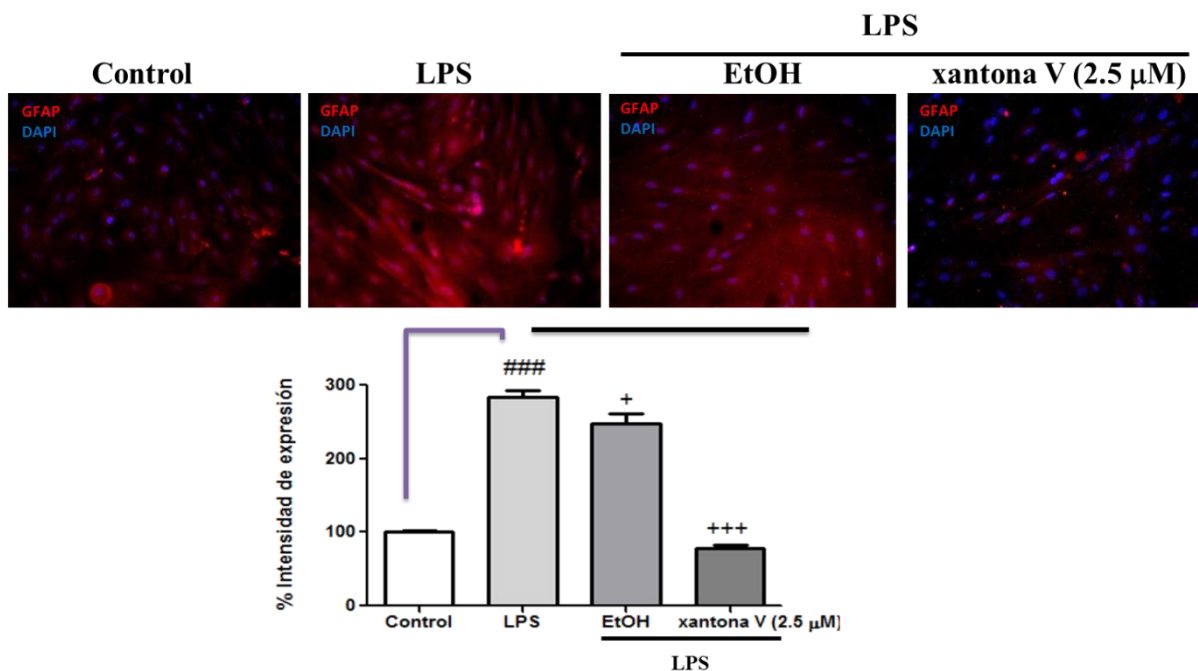 LPS
Control LPS EtOH xantona V (2.5 μM)
GFAP GFAP GFAP GFAP
DAPI DAPI DAPI DAPI
###
+
+++
% Intensidad de expresión
300
200
100
0
Control LPS EtOH xantona V (2.5 μM)
LPS